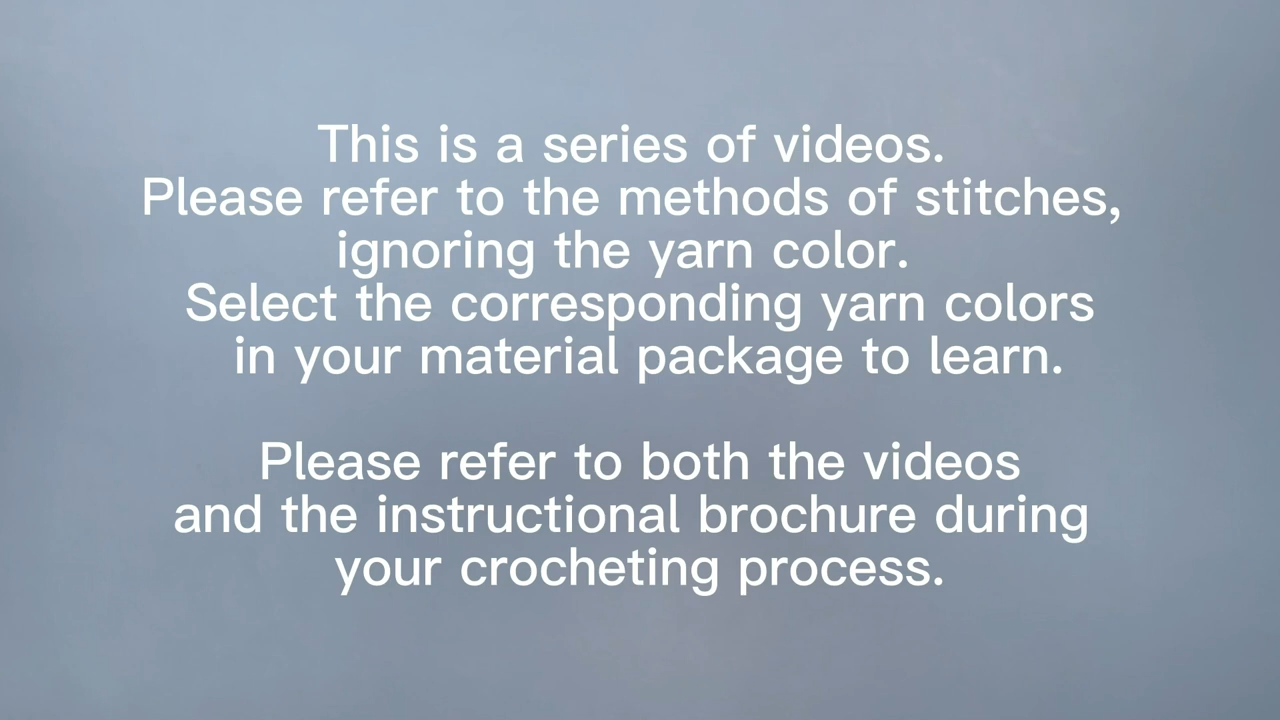 This is a series of videos.
Please refer to the methods of stitches,
ignoring the yarn color.
Select the corresponding yarn colors
in your material package to learn.
Please refer to both the videos
and the instructional brochure during
your crocheting process.